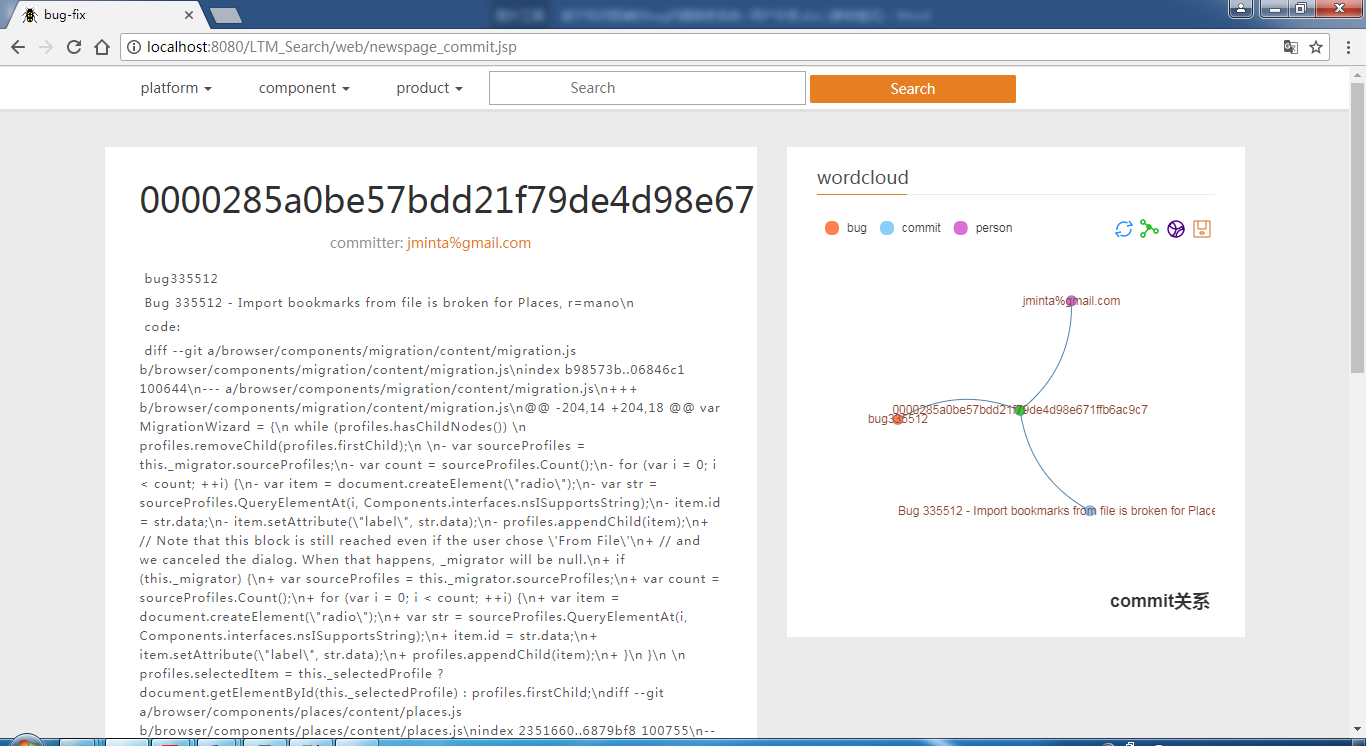 bug-fix
localhost:8080/LTM_Search/web/newspage_commit.jsp
platform component product Search Search
0000285a0be57bdd21f79de4d98e67
committer: jminta%gmail.com
bug335512
Bug 335512 - Import bookmarks from file is broken for Places, r=mano\n
code:
diff --git a/browser/components/migration/content/migration.js
b/browser/components/migration/content/migration.js\nindex b98573b..06846c1
100644\n--- a/browser/components/migration/content/migration.js\n+++
b/browser/components/migration/content/migration.js\n@@ -204,14 +204,18 @@ var
MigrationWizard = {\n while (profiles.hasChildNodes()) \n
profiles.removeChild(profiles.firstChild);\n \n- var sourceProfiles =
this._migrator.sourceProfiles;\n- var count = sourceProfiles.Count();\n- for (var i = 0; i
< count; ++i) {\n- var item = document.createElement(\"radio\");\n- var str =
sourceProfiles.QueryElementAt(i, Components.interfaces.nsISupportsString);\n- item.id
= str.data;\n- item.setAttribute(\"label\", str.data);\n- profiles.appendChild(item);\n+
// Note that this block is still reached even if the user chose \'From File\'\n+ // and
we canceled the dialog. When that happens, _migrator will be null.\n+ if
(this._migrator) {\n+ var sourceProfiles = this._migrator.sourceProfiles;\n+ var count =
sourceProfiles.Count();\n+ for (var i = 0; i < count; ++i) {\n+ var item =
document.createElement(\"radio\");\n+ var str = sourceProfiles.QueryElementAt(i,
Components.interfaces.nsISupportsString);\n+ item.id = str.data;\n+
item.setAttribute(\"label\", str.data);\n+ profiles.appendChild(item);\n+ }\n }\n \n
profiles.selectedItem = this._selectedProfile ?
document.getElementById(this._selectedProfile) : profiles.firstChild;\ndiff --git
a/browser/components/places/content/places.js
b/browser/components/places/content/places.js\nindex 2351660..6879bf8 100755\n--
wordcloud
bug commit person
jminta%gmail.com
0000285a0be57bdd21f79de4d98e671ffb6ac9c7
bug335512
Bug 335512 - Import bookmarks from file is broken for Place
commit关系